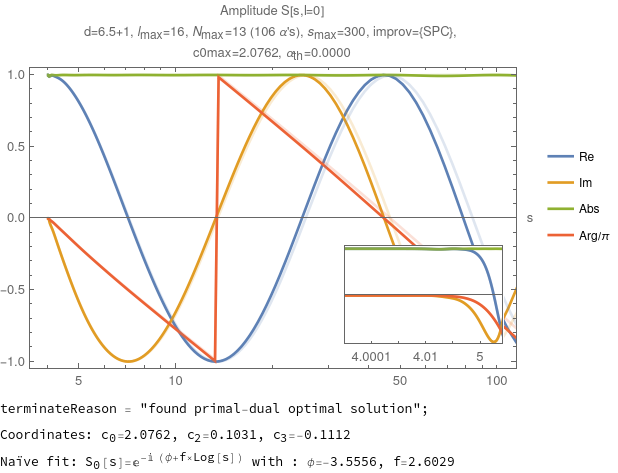 Amplitude S[s,l=0]
d=6.5+1, lmax=16, Nmax=13 (106 α's), smax=300, improv={SPC},
c0max=2.0762, αth=0.0000
1.0
0.5
0.0
-0.5
-1.0
5
10
50
100
s
4.0001
4.01
5
Re
Im
Abs
Arg/π
terminateReason = "found primal-dual optimal solution";
Coordinates: c0=2.0762, c2=0.1031, c3=-0.1112
Naïve fit: S0[s]=e^-i (ϕ+f×Log[s]) with : ϕ=-3.5556, f=2.6029